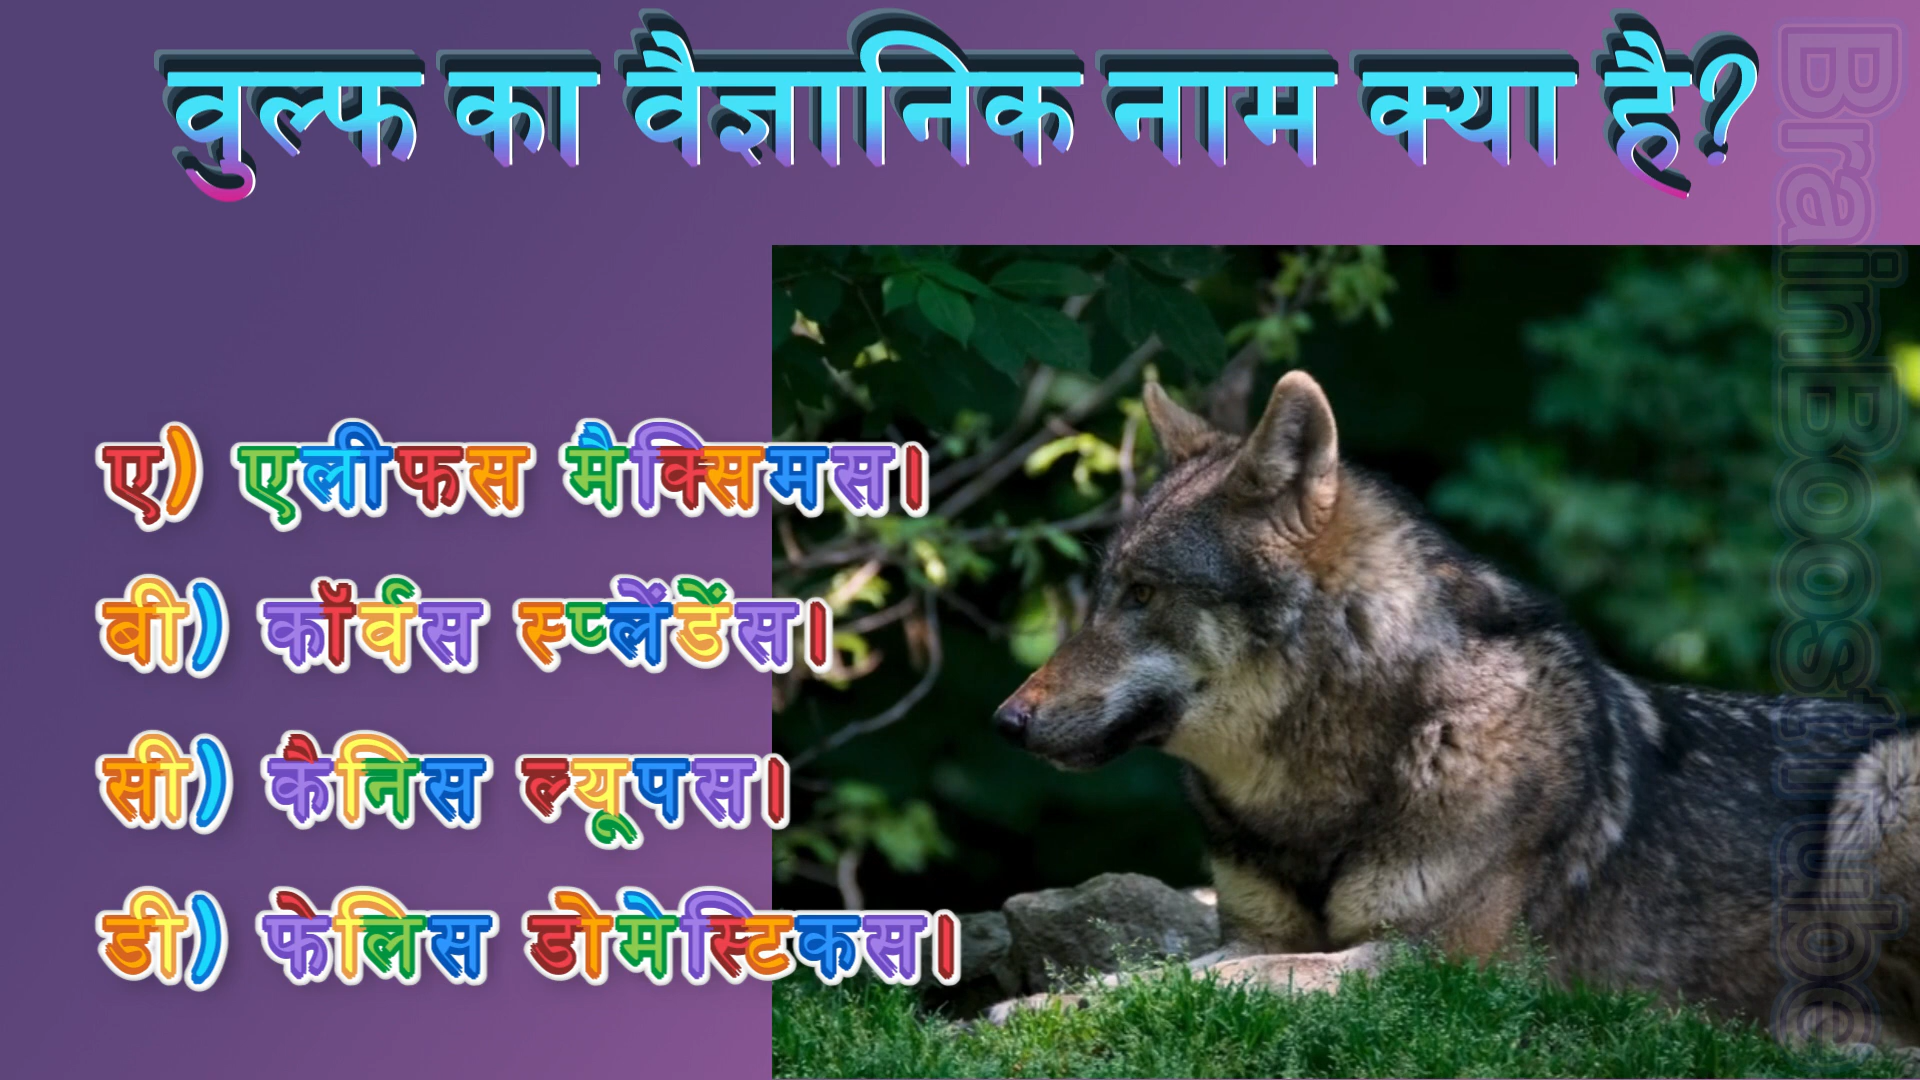 वुल्फ का वैज्ञानिक नाम क्या है?
ए) एलीफस मैक्सिमस।
बी) कॉर्वस स्प्लेंडेंस।
सी) कैनिस ल्यूपस।
डी) फेलिस डोमेस्टिकस।
BrainBoostTube